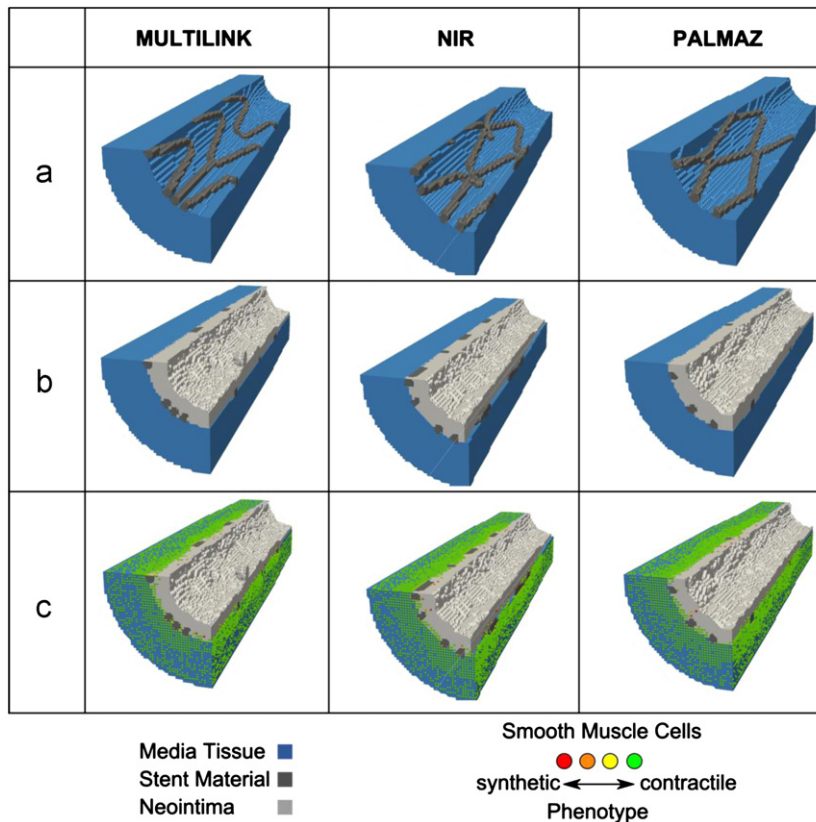 MULTILINK
NIR
PALMAZ
a
b
c
Media Tissue
Stent Material
Neointima
Smooth Muscle Cells
synthetic contractile
Phenotype